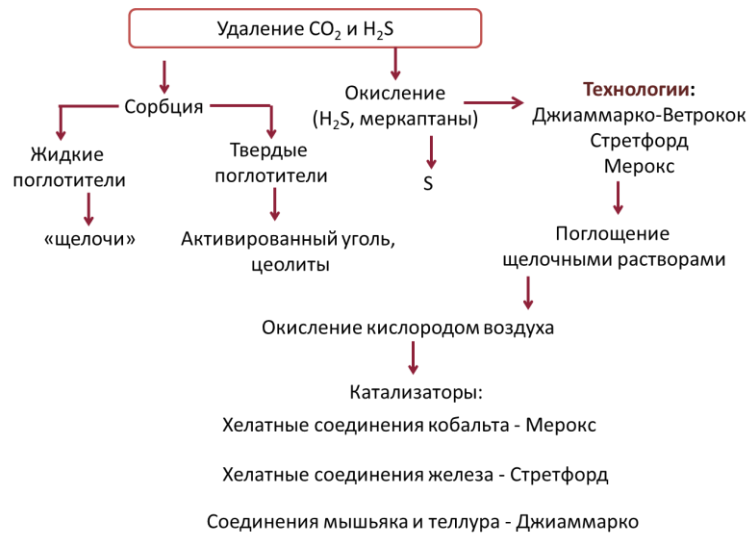 Удаление CO₂ и H₂S
Сорбция
Окисление
(H₂S, меркаптаны)
Технологии:
Джиаммарко-Ветрокок
Стретфорд
Мерокс
Жидкие
поглотители
Твердые
поглотители
S
«щелочи»
Активированный уголь,
цеолиты
Поглощение
щелочными растворами
Окисление кислородом воздуха
Катализаторы:
Хелатные соединения кобальта - Мерокс
Хелатные соединения железа - Стретфорд
Соединения мышьяка и теллура - Джиаммарко